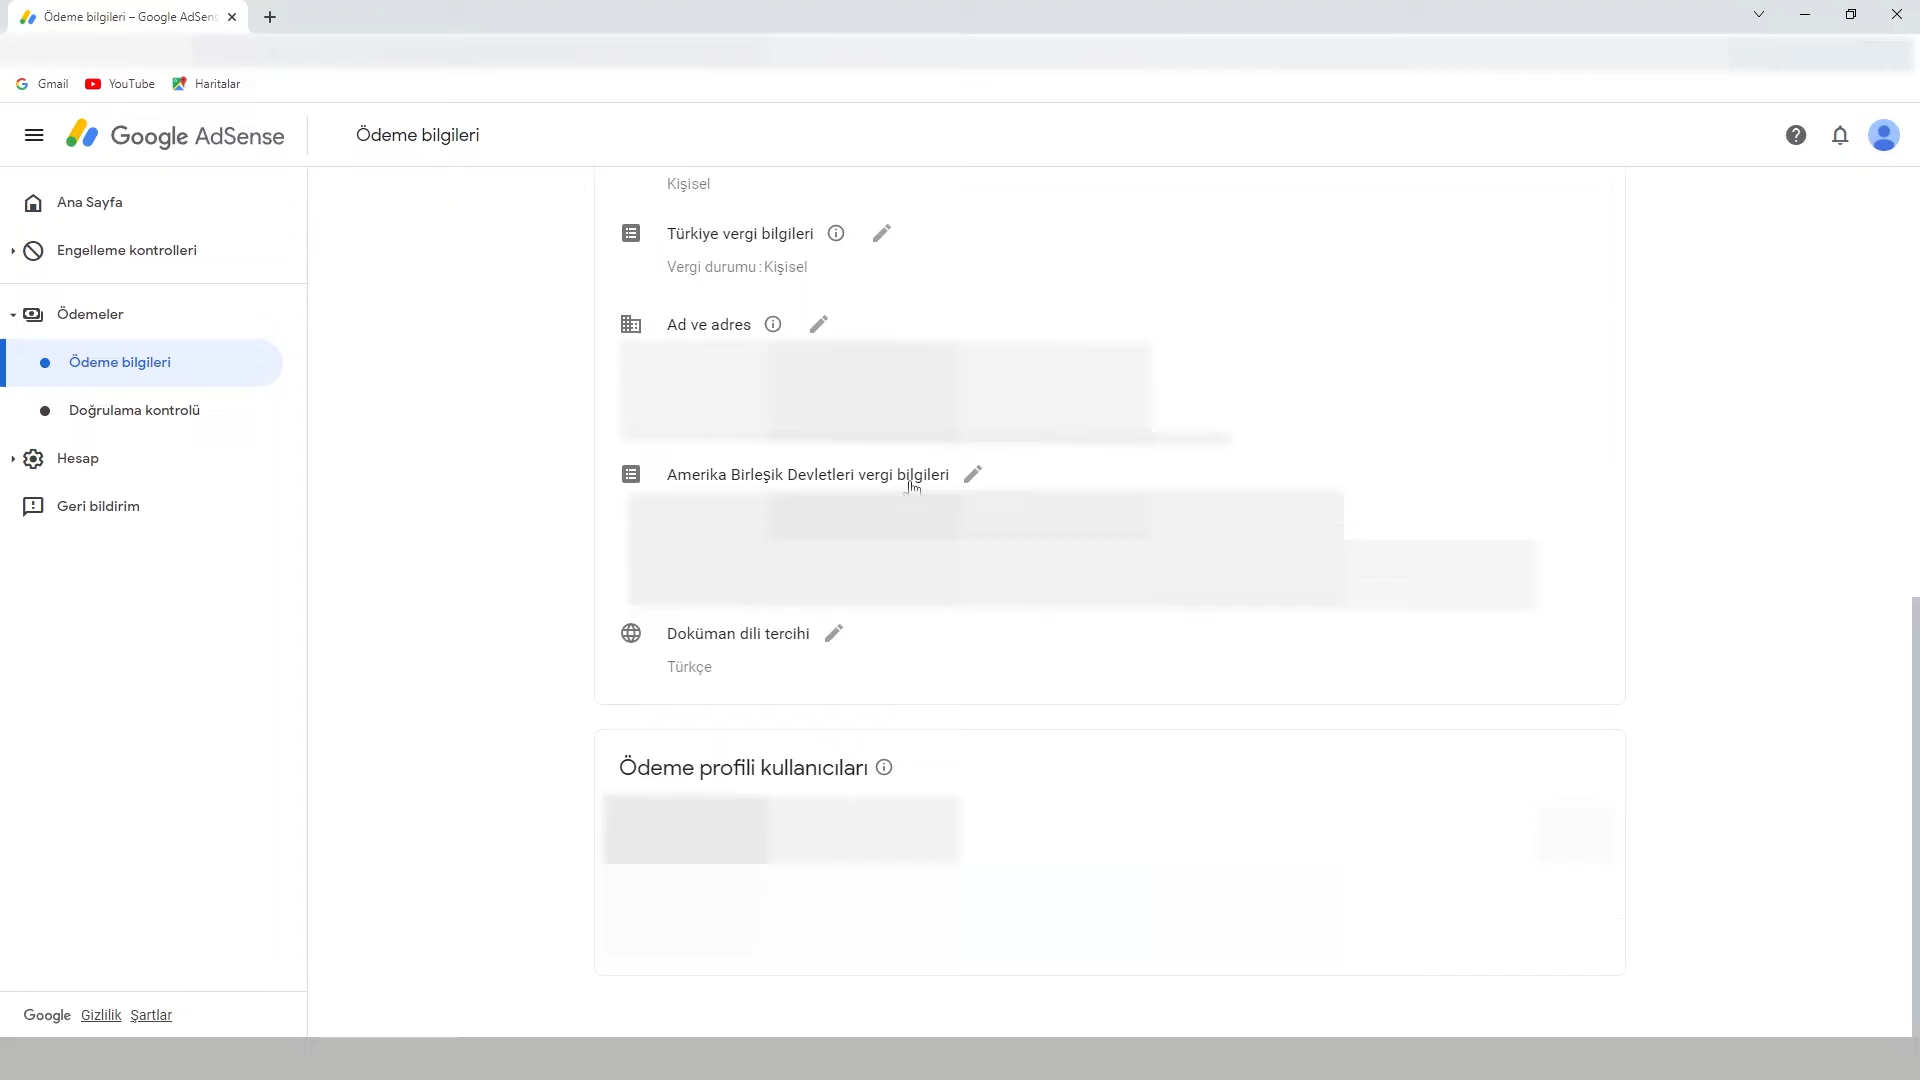 Ödeme bilgileri – Google AdSens
Gmail
YouTube
Haritalar
Google AdSense
Ödeme bilgileri
Ana Sayfa
Engelleme kontrolleri
Ödemeler
Ödeme bilgileri
Doğrulama kontrolü
Hesap
Geri bildirim
Kişisel
Türkiye vergi bilgileri
Vergi durumu : Kişisel
Ad ve adres
Amerika Birleşik Devletleri vergi bilgileri
Doküman dili tercihi
Türkçe
Ödeme profili kullanıcıları
Google Gizlilik Şartlar